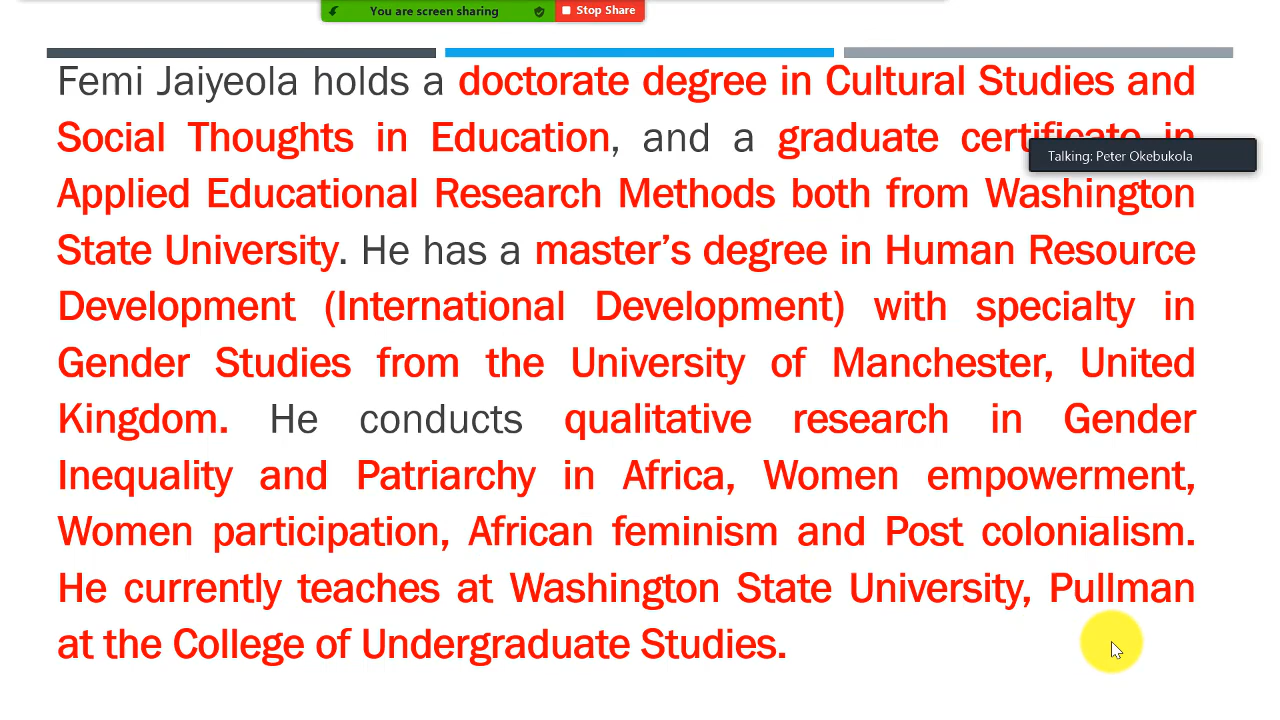 You are screen sharing Stop Share
Femi Jaiyeola holds a doctorate degree in Cultural Studies and
Social Thoughts in Education, and a graduate certificate in
Talking: Peter Okebukola
Applied Educational Research Methods both from Washington
State University. He has a master's degree in Human Resource
Development (International Development) with specialty in
Gender Studies from the University of Manchester, United
Kingdom. He conducts qualitative research in Gender
Inequality and Patriarchy in Africa, Women empowerment,
Women participation, African feminism and Post colonialism.
He currently teaches at Washington State University, Pullman
at the College of Undergraduate Studies.